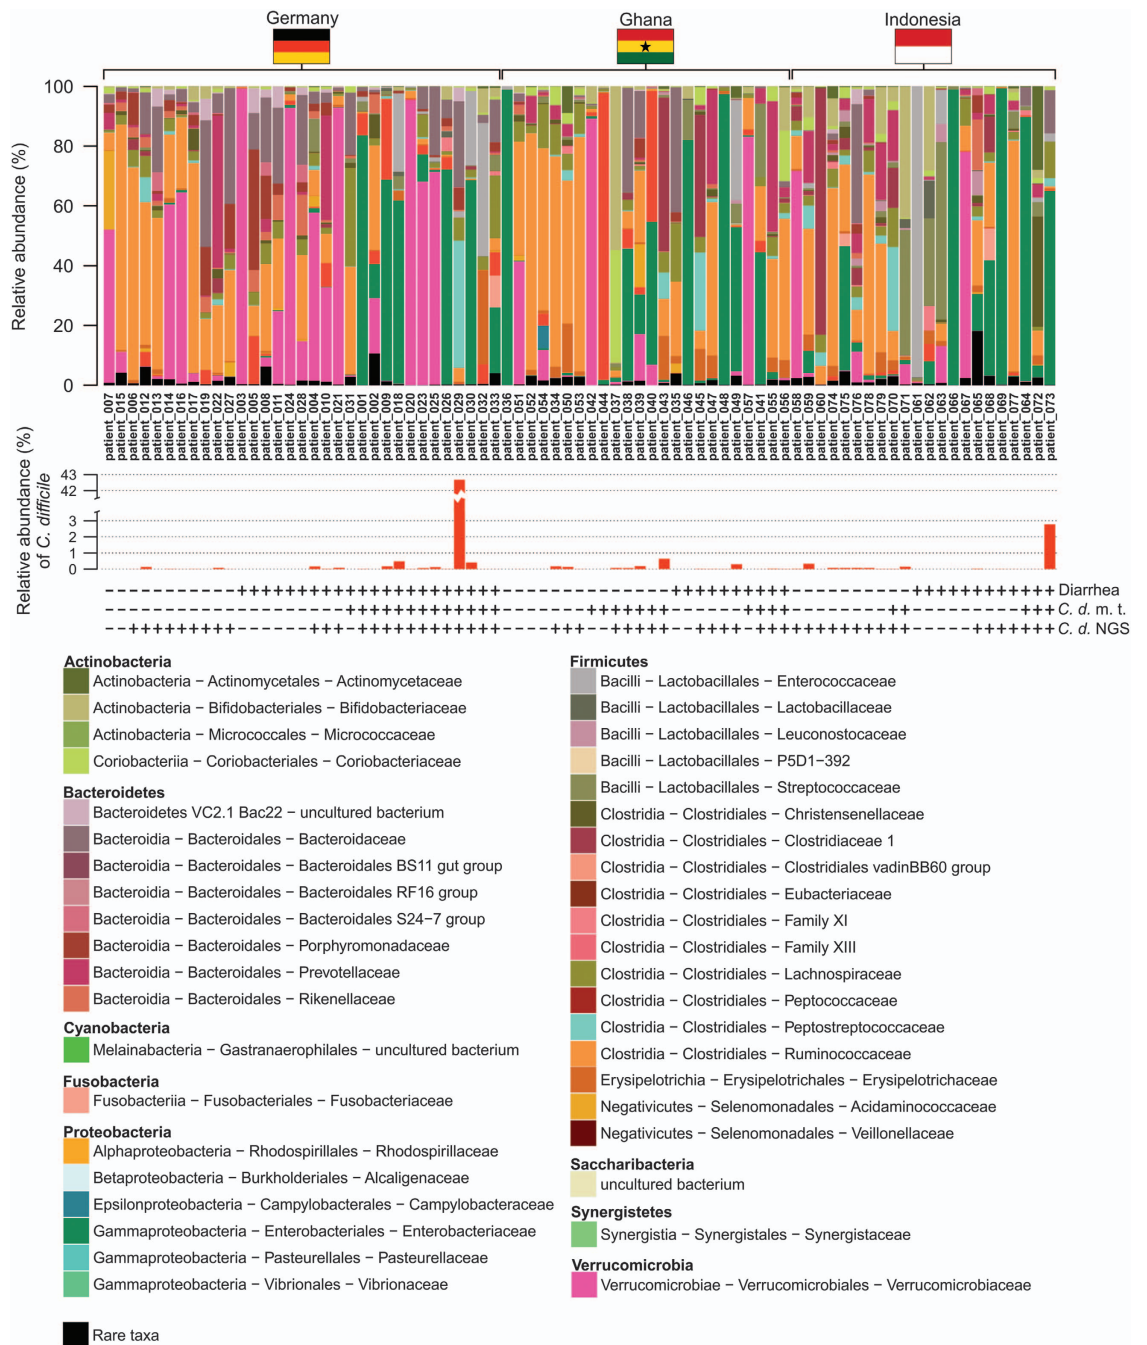 Germany
Ghana
Indonesia
Relative abundance (%)
100
80
60
40
20
0
patient_007
patient_015
patient_006
patient_012
patient_013
patient_014
patient_016
patient_017
patient_019
patient_022
patient_027
patient_003
patient_005
patient_008
patient_011
patient_024
patient_028
patient_004
patient_010
patient_021
patient_031
patient_001
patient_002
patient_009
patient_018
patient_020
patient_023
patient_025
patient_026
patient_029
patient_030
patient_032
patient_033
patient_036
patient_051
patient_052
patient_054
patient_034
patient_050
patient_053
patient_042
patient_044
patient_037
patient_038
patient_039
patient_040
patient_043
patient_035
patient_046
patient_045
patient_047
patient_048
patient_049
patient_057
patient_041
patient_055
patient_056
patient_058
patient_059
patient_060
patient_074
patient_075
patient_076
patient_078
patient_079
patient_070
patient_071
patient_061
patient_062
patient_063
patient_066
patient_067
patient_065
patient_068
patient_069
patient_077
patient_064
patient_072
patient_073
Relative abundance (%)
of C. difficile
43
42
3
2
1
0
Diarrhea
C. d. m. t.
C. d. NGS
Actinobacteria
Actinobacteria – Actinomycetales – Actinomycetaceae
Actinobacteria – Bifidobacteriales – Bifidobacteriaceae
Actinobacteria – Micrococcales – Micrococcaceae
Coriobacteriia – Coriobacteriales – Coriobacteriaceae
Bacteroidetes
Bacteroidetes VC2.1 Bac22 – uncultured bacterium
Bacteroidia – Bacteroidales – Bacteroidaceae
Bacteroidia – Bacteroidales – Bacteroidales BS11 gut group
Bacteroidia – Bacteroidales – Bacteroidales RF16 group
Bacteroidia – Bacteroidales – Bacteroidales S24–7 group
Bacteroidia – Bacteroidales – Porphyromonadaceae
Bacteroidia – Bacteroidales – Prevotellaceae
Bacteroidia – Bacteroidales – Rikenellaceae
Cyanobacteria
Melainabacteria – Gastranaerophilales – uncultured bacterium
Fusobacteria
Fusobacteriia – Fusobacteriales – Fusobacteriaceae
Proteobacteria
Alphaproteobacteria – Rhodospirillales – Rhodospirillaceae
Betaproteobacteria – Burkholderiales – Alcaligenaceae
Epsilonproteobacteria – Campylobacterales – Campylobacteraceae
Gammaproteobacteria – Enterobacteriales – Enterobacteriaceae
Gammaproteobacteria – Pasteurellales – Pasteurellaceae
Gammaproteobacteria – Vibrionales – Vibrionaceae
Rare taxa
Firmicutes
Bacilli – Lactobacillales – Enterococcaceae
Bacilli – Lactobacillales – Lactobacillaceae
Bacilli – Lactobacillales – Leuconostocaceae
Bacilli – Lactobacillales – P5D1–392
Bacilli – Lactobacillales – Streptococcaceae
Clostridia – Clostridiales – Christensenellaceae
Clostridia – Clostridiales – Clostridiaceae 1
Clostridia – Clostridiales – Clostridiales vadinBB60 group
Clostridia – Clostridiales – Eubacteriaceae
Clostridia – Clostridiales – Family XI
Clostridia – Clostridiales – Family XIII
Clostridia – Clostridiales – Lachnospiraceae
Clostridia – Clostridiales – Peptococcaceae
Clostridia – Clostridiales – Peptostreptococcaceae
Clostridia – Clostridiales – Ruminococcaceae
Erysipelotrichia – Erysipelotrichales – Erysipelotrichaceae
Negativicutes – Selenomonadales – Acidaminococcaceae
Negativicutes – Selenomonadales – Veillonellaceae
Saccharibacteria
uncultured bacterium
Synergistetes
Synergistia – Synergistales – Synergistaceae
Verrucomicrobia
Verrucomicrobiae – Verrucomicrobiales – Verrucomicrobiaceae